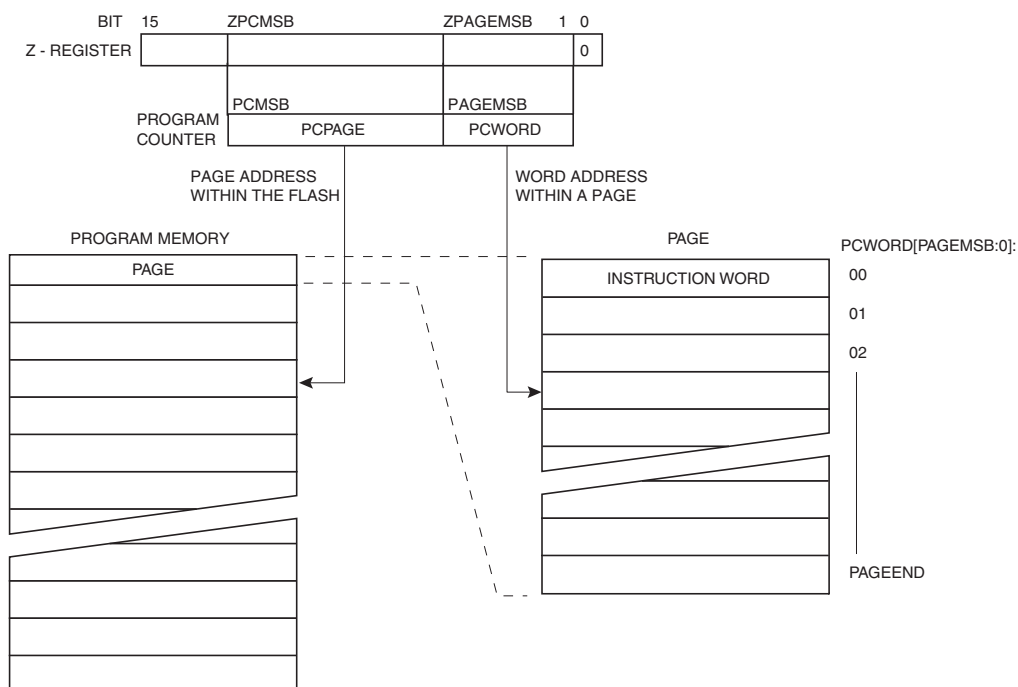 BIT 15 ZPCMSB ZPAGEMSB 1 0
Z - REGISTER 0
PCMSB PAGEMSB
PROGRAM
COUNTER
PCPAGE PCWORD
PAGE ADDRESS
WITHIN THE FLASH
WORD ADDRESS
WITHIN A PAGE
PROGRAM MEMORY
PAGE
PAGE
PCWORD[PAGEMSB:0]:
INSTRUCTION WORD 00
01
02
PAGEEND